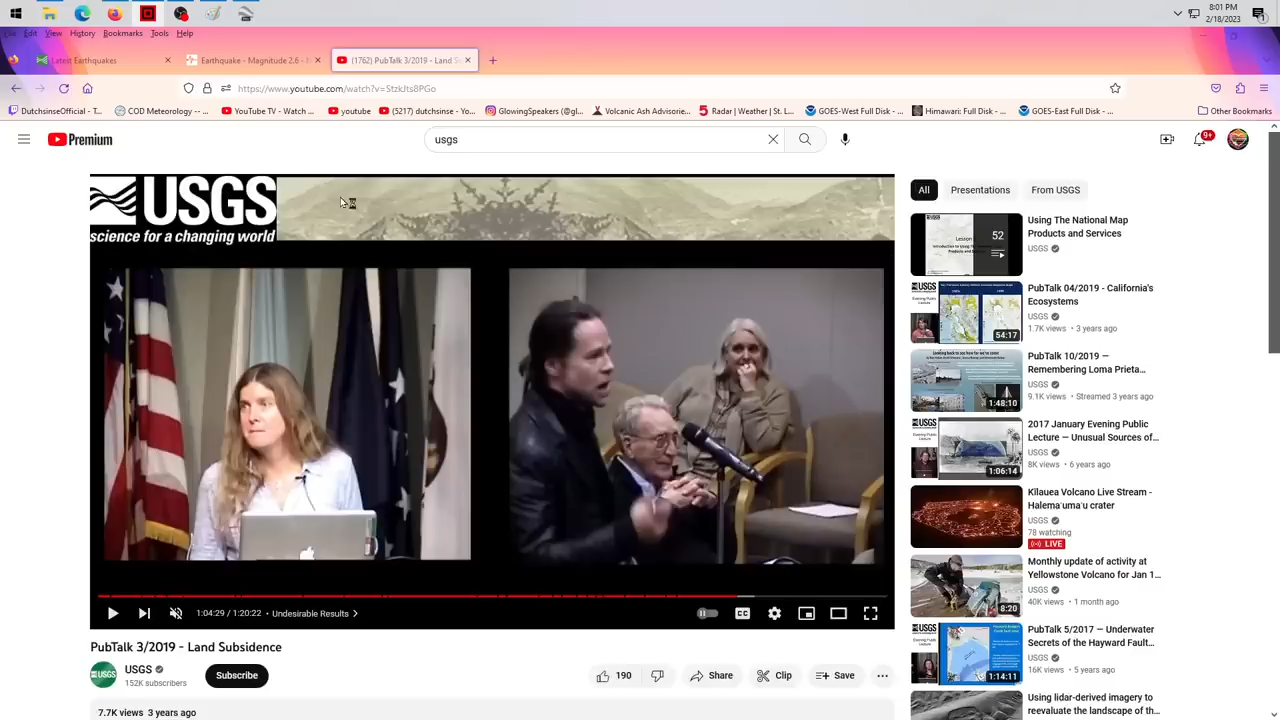 8:01 PM
2/18/2023
File Edit View History Bookmarks Tools Help
Latest Earthquakes
Earthquake - Magnitude 2.6 -
(1762) PubTalk 3/2019 - Land S
https://www.youtube.com/watch?v=StzicJts8PGo
DutchsinseOfficial - T...
COD Meteorology -- ...
YouTube TV - Watch ...
youtube
(5217) dutchsinse - Yo...
GlowingSpeakers (@gl...
Volcanic Ash Advisorie...
Radar | Weather | St. L...
GOES-West Full Disk - ...
Himawari: Full Disk - ...
GOES-East Full Disk - ...
Other Bookmarks
Premium
usgs
9+
USGS
science for a changing world
1:04:29 / 1:20:22 • Undesirable Results
CC
PubTalk 3/2019 - Land Subsidence
USGS
USGS
152K subscribers
Subscribe
190
Share
Clip
Save
7.7K views 3 years ago
All
Presentations
From USGS
52
Using The National Map
Products and Services
USGS
54:17
PubTalk 04/2019 - California's
Ecosystems
USGS
1.7K views • 3 years ago
1:48:10
PubTalk 10/2019 —
Remembering Loma Prieta...
USGS
9.1K views • Streamed 3 years ago
1:06:14
2017 January Evening Public
Lecture — Unusual Sources of...
USGS
8K views • 6 years ago
Kīlauea Volcano Live Stream -
Halemaʻumaʻu crater
USGS
78 watching
LIVE
8:20
Monthly update of activity at
Yellowstone Volcano for Jan 1...
USGS
40K views • 1 month ago
1:14:11
PubTalk 5/2017 — Underwater
Secrets of the Hayward Fault...
USGS
16K views • 5 years ago
Using lidar-derived imagery to
reevaluate the landscape of th...